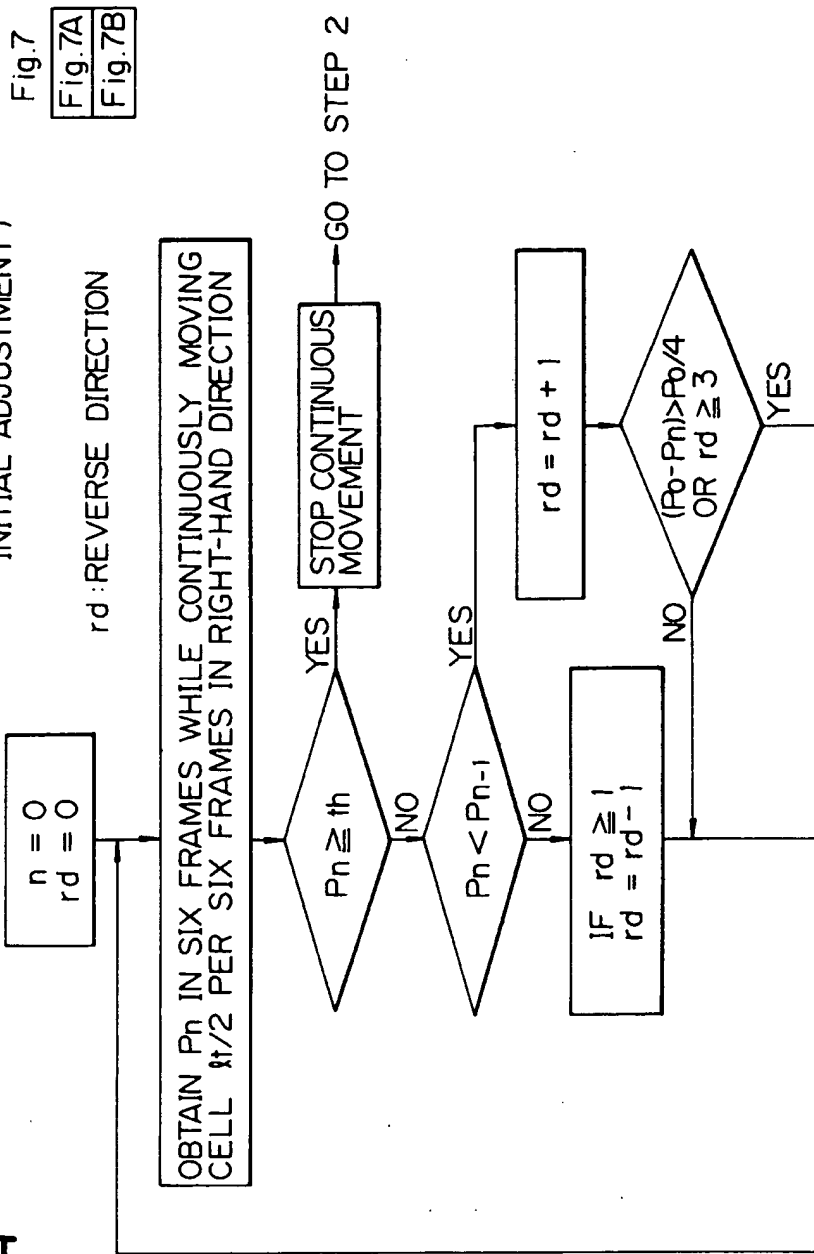 INITIAL ADJUSTMENT)
Fig.7
Fig.7A
Fig.7B
rd : REVERSE DIRECTION
n = 0
rd = 0
OBTAIN Pn IN SIX FRAMES WHILE CONTINUOUSLY MOVING
CELL ℓt/2 PER SIX FRAMES IN RIGHT-HAND DIRECTION
Pn ≧ th
YES
STOP CONTINUOUS
MOVEMENT
GO TO STEP 2
NO
Pn < Pn-1
YES
rd = rd + 1
NO
IF rd ≧ 1
rd = rd - 1
(Po-Pn)>Po/4
OR rd ≧ 3
NO
YES